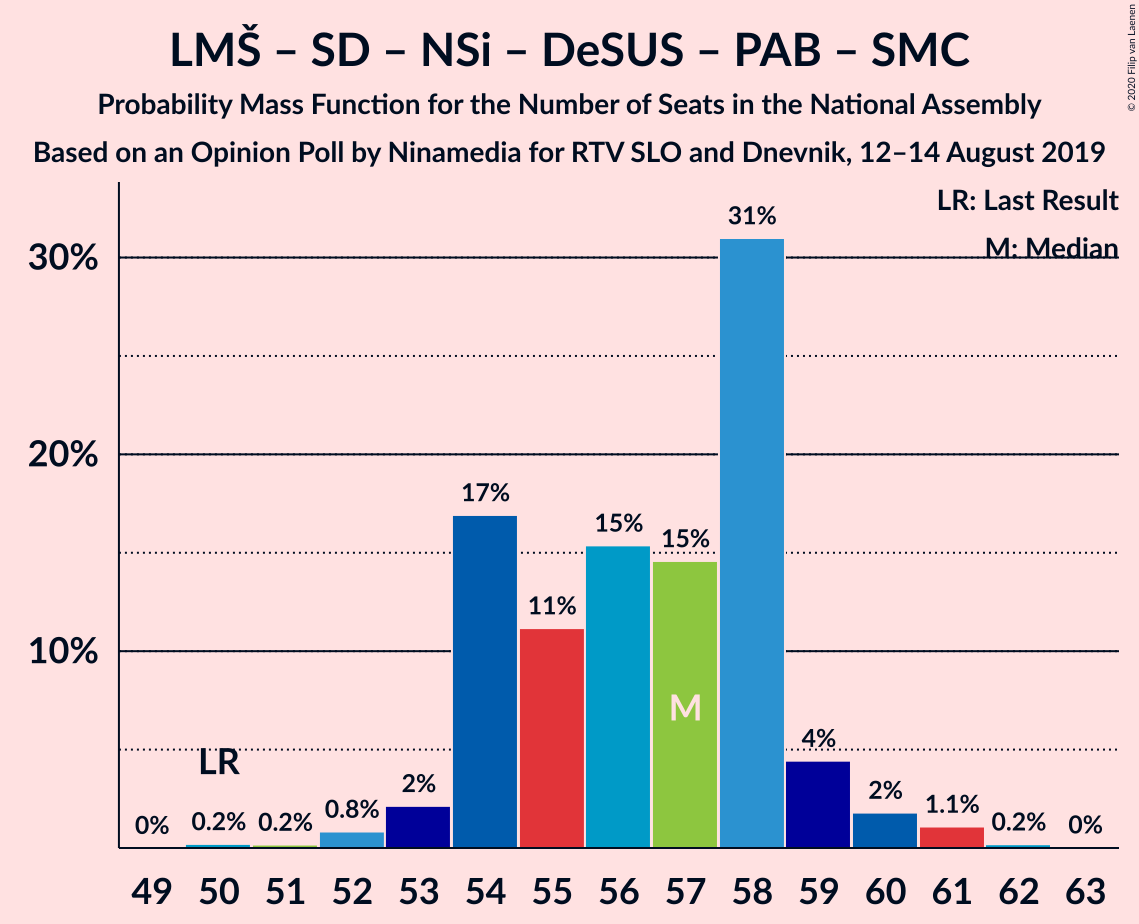 LMŠ – SD – NSi – DeSUS – PAB – SMC
Probability Mass Function for the Number of Seats in the National Assembly
Based on an Opinion Poll by Ninamedia for RTV SLO and Dnevnik, 12–14 August 2019
© 2020 Filip van Laenen
LR: Last Result
M: Median
30%
20%
10%
0%
0.2%
0.2%
0.8%
2%
17%
11%
15%
15%
31%
4%
2%
1.1%
0.2%
0%
LR
M
49 50 51 52 53 54 55 56 57 58 59 60 61 62 63